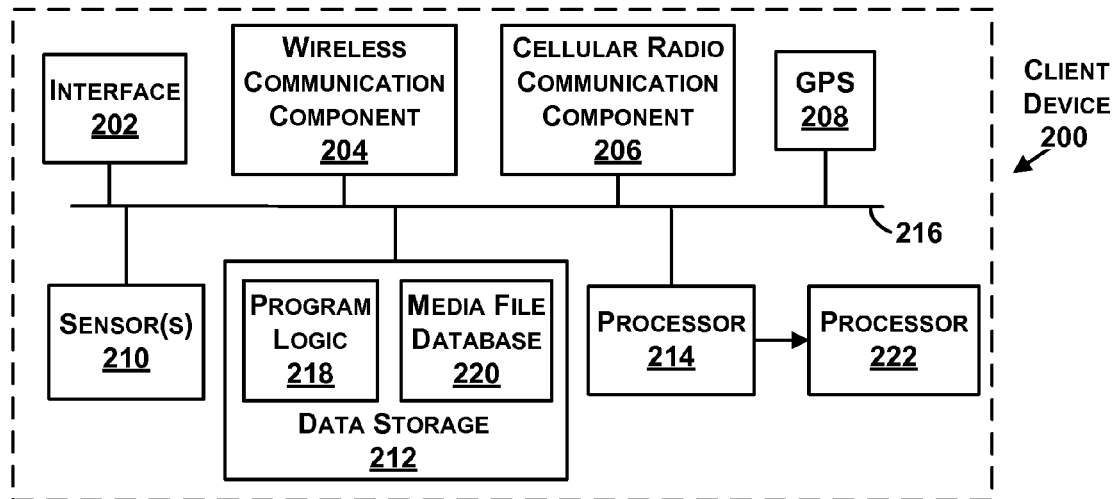 INTERFACE
202
WIRELESS
COMMUNICATION
COMPONENT
204
CELLULAR RADIO
COMMUNICATION
COMPONENT
206
GPS
208
CLIENT
DEVICE
200
216
SENSOR(S)
210
PROGRAM
LOGIC
218
MEDIA FILE
DATABASE
220
DATA STORAGE
212
PROCESSOR
214
PROCESSOR
222